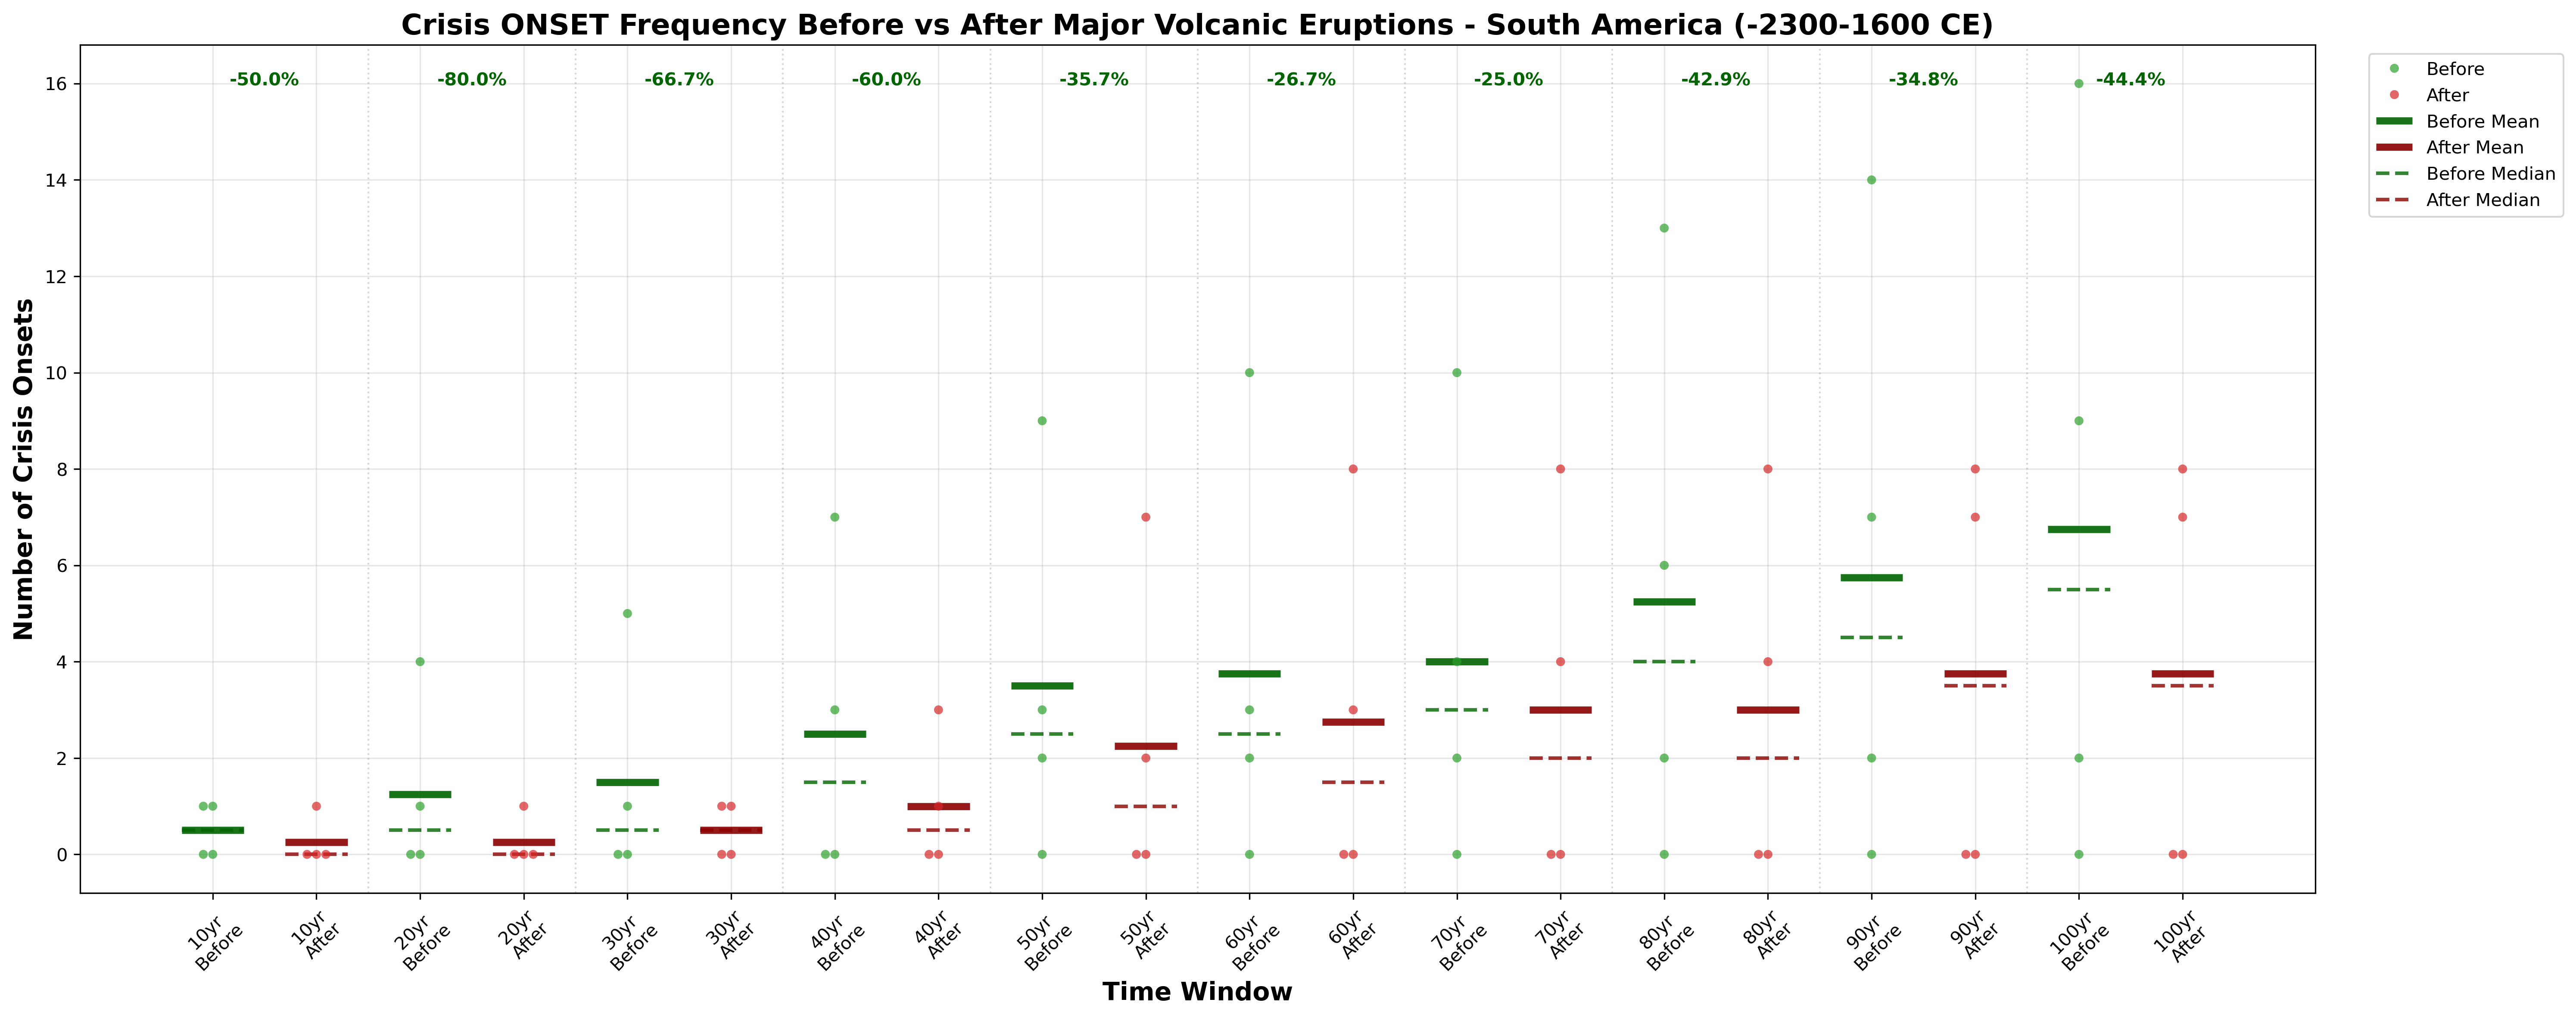 Crisis ONSET Frequency Before vs After Major Volcanic Eruptions - South America (-2300-1600 CE)
-50.0%
-80.0%
-66.7%
-60.0%
-35.7%
-26.7%
-25.0%
-42.9%
-34.8%
-44.4%
Before
After
Before Mean
After Mean
Before Median
After Median
Number of Crisis Onsets
16
14
12
10
8
6
4
2
0
10yr
Before
10yr
After
20yr
Before
20yr
After
30yr
Before
30yr
After
40yr
Before
40yr
After
50yr
Before
50yr
After
60yr
Before
60yr
After
70yr
Before
70yr
After
80yr
Before
80yr
After
90yr
Before
90yr
After
100yr
Before
100yr
After
Time Window